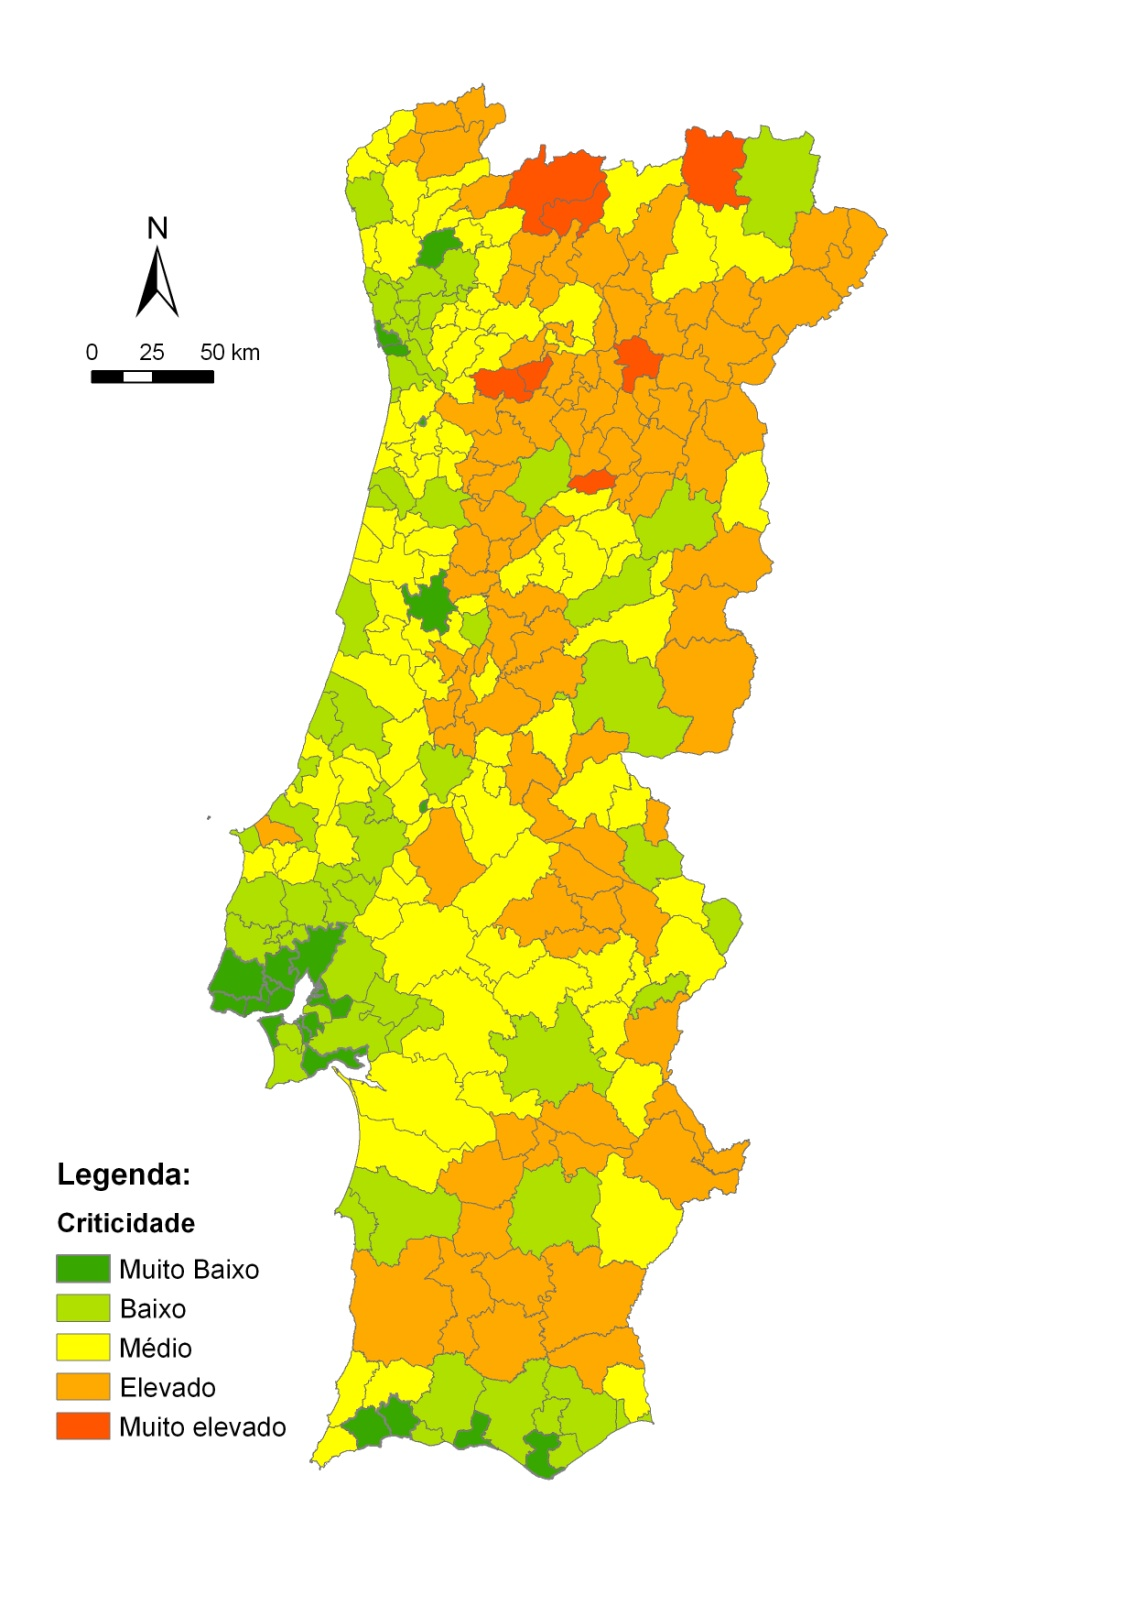 N
0 25 50 km
Legenda:
Criticidade
Muito Baixo
Baixo
Médio
Elevado
Muito elevado